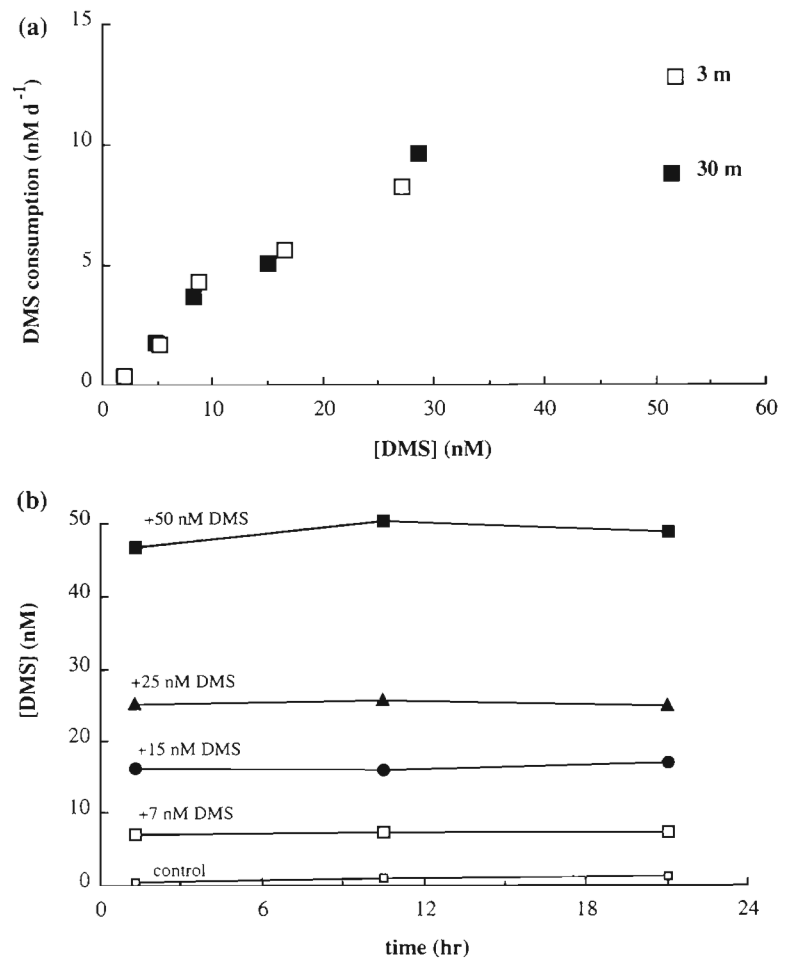 (a)
15
10
5
0
DMS consumption (nM d⁻¹)
3 m
30 m
0 10 20 30 40 50 60
[DMS] (nM)
(b)
50
40
30
20
10
0
[DMS] (nM)
+50 nM DMS
+25 nM DMS
+15 nM DMS
+7 nM DMS
control
0 6 12 18 24
time (hr)